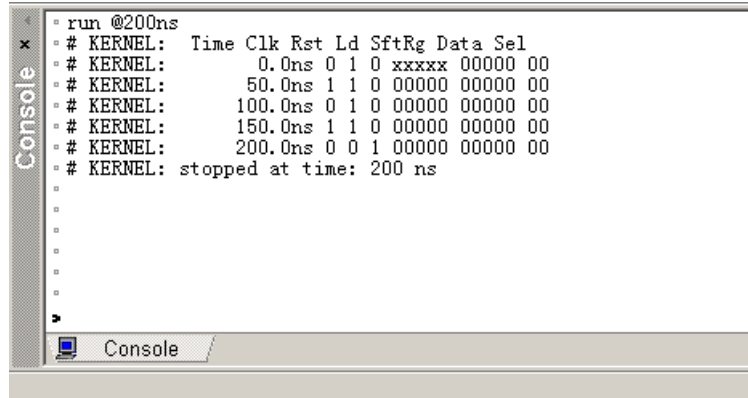 run @200ns
# KERNEL: Time Clk Rst Ld SftRg Data Sel
# KERNEL: 0.0ns 0 1 0 xxxxx 00000 00
# KERNEL: 50.0ns 1 1 0 00000 00000 00
# KERNEL: 100.0ns 0 1 0 00000 00000 00
# KERNEL: 150.0ns 1 1 0 00000 00000 00
# KERNEL: 200.0ns 0 0 1 00000 00000 00
# KERNEL: stopped at time: 200 ns
>
Console
Console